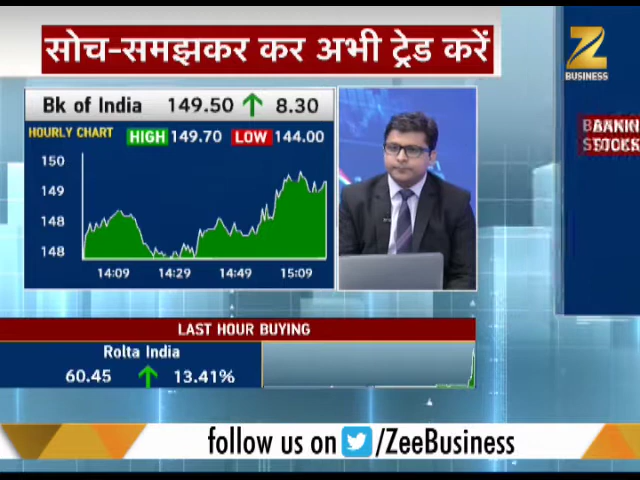 सोच-समझकर कर अभी ट्रेड करें
Z
ZEE BUSINESS
Bk of India 149.50 8.30
HOURLY CHART HIGH 149.70 LOW 144.00
150
149
148
148
14:09 14:29 14:49 15:09
LAST HOUR BUYING
Rolta India
60.45 13.41%
follow us on /ZeeBusiness